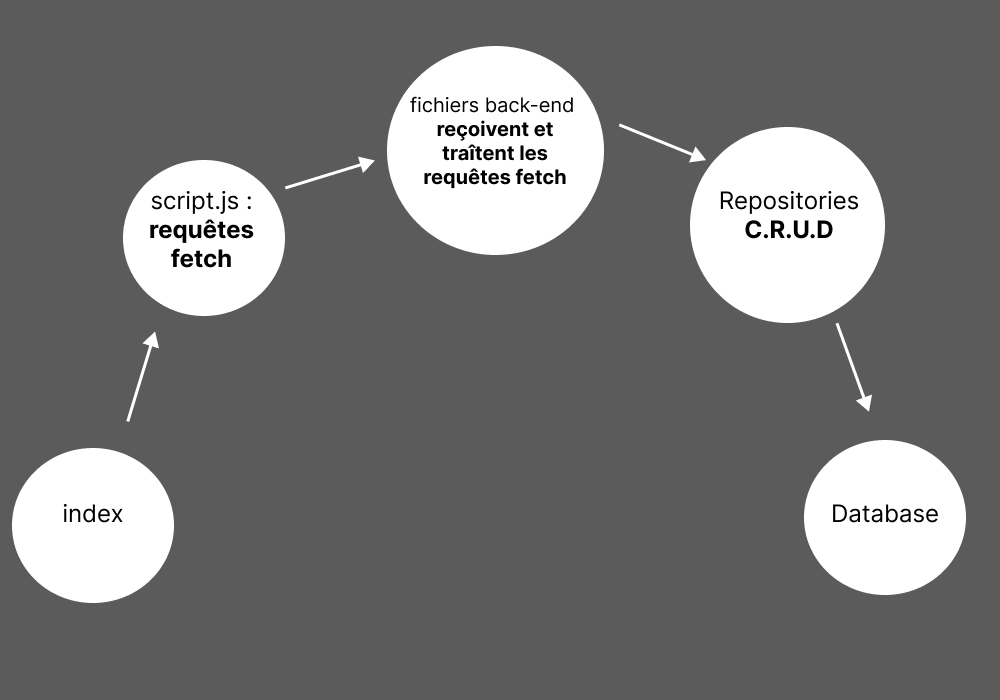 index
script.js :
requêtes
fetch
fichiers back-end
reçoivent et
traîtent les
requêtes fetch
Repositories
C.R.U.D
Database